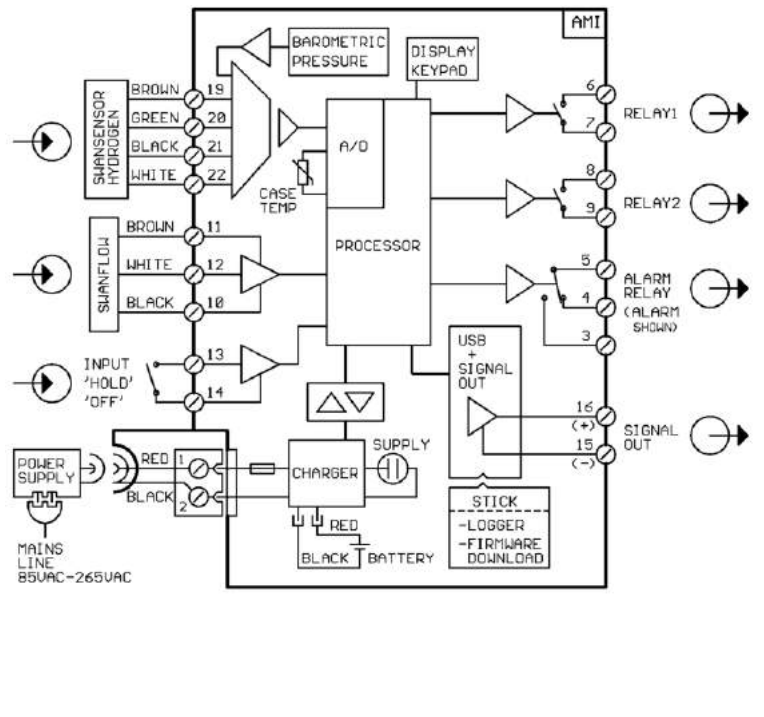 AMI
BAROMETRIC
PRESSURE
DISPLAY
KEYPAD
SWANSENSOR
HYDROGEN
BROWN 19
GREEN 20
BLACK 21
WHITE 22
A/D
CASE
TEMP
PROCESSOR
6
7
RELAY1
8
9
RELAY2
SWANFLOW
BROWN 11
WHITE 12
BLACK 10
5
4
3
ALARM
RELAY
(ALARM
SHOWN)
INPUT
'HOLD'
'OFF'
13
14
USB
+
SIGNAL
OUT
16
(+)
15
(-)
SIGNAL
OUT
POWER
SUPPLY
RED 1
BLACK 2
CHARGER
SUPPLY
RED
BLACK
BATTERY
STICK
-LOGGER
-FIRMWARE
DOWNLOAD
MAINS
LINE
85VAC-265VAC